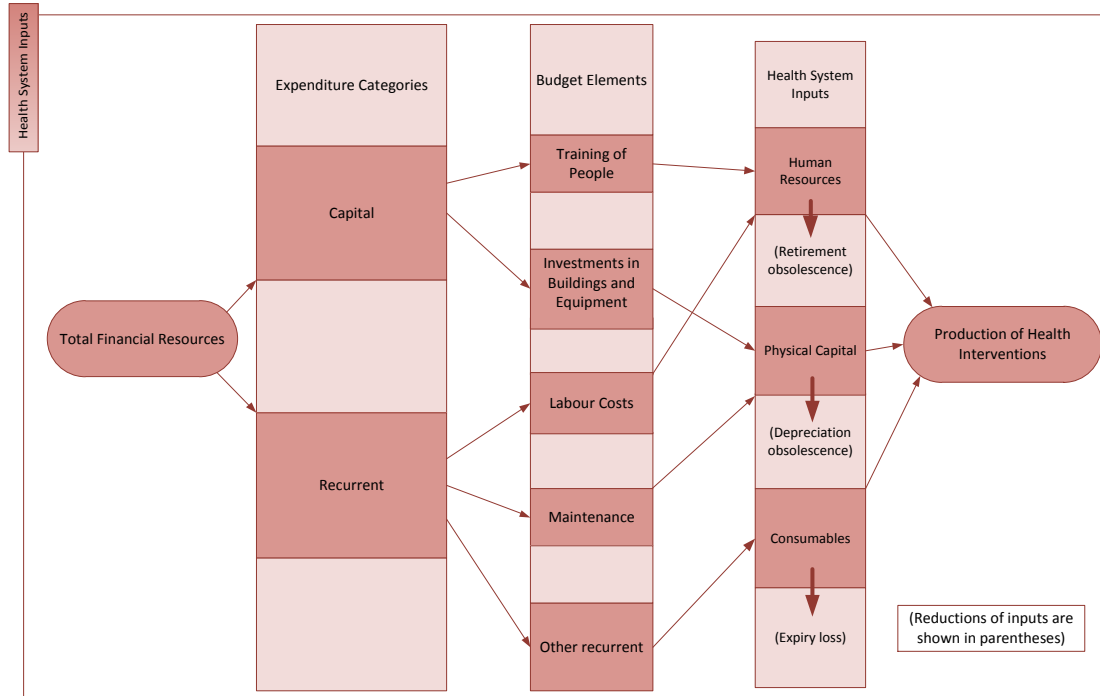 Health System Inputs
Expenditure Categories
Capital
Recurrent
Total Financial Resources
Budget Elements
Training of
People
Investments in
Buildings and
Equipment
Labour Costs
Maintenance
Other recurrent
Health System
Inputs
Human
Resources
(Retirement
obsolescence)
Physical Capital
(Depreciation
obsolescence)
Consumables
(Expiry loss)
Production of Health
Interventions
(Reductions of inputs are
shown in parentheses)